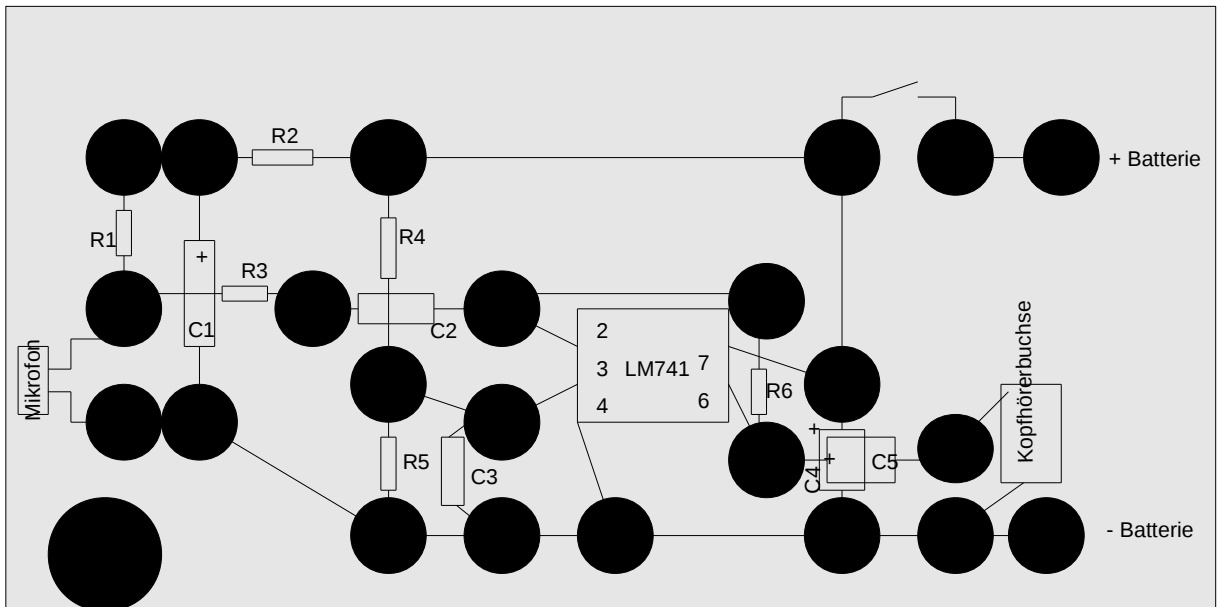 R2
+ Batterie
R1
R4
+
R3
C1
C2
Mikrofon
2
3
LM741
7
4
6
R6
Kopfhörerbuchse
+
R5
C3
C4
+
C5
- Batterie